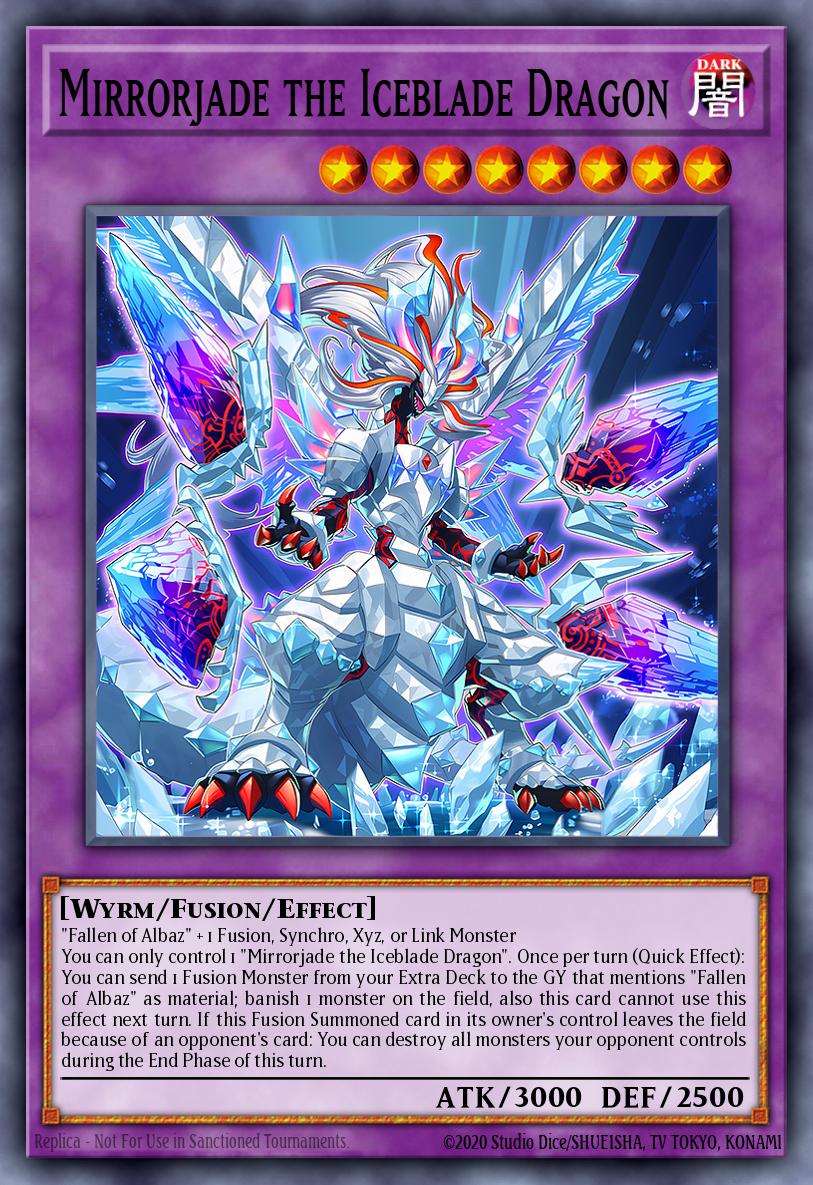 Mirrorjade the Iceblade Dragon
DARK
闇
[Wyrm/Fusion/Effect]
"Fallen of Albaz" + 1 Fusion, Synchro, Xyz, or Link Monster
You can only control 1 "Mirrorjade the Iceblade Dragon". Once per turn (Quick Effect):
You can send 1 Fusion Monster from your Extra Deck to the GY that mentions "Fallen
of Albaz" as material; banish 1 monster on the field, also this card cannot use this
effect next turn. If this Fusion Summoned card in its owner's control leaves the field
because of an opponent's card: You can destroy all monsters your opponent controls
during the End Phase of this turn.
ATK/3000 DEF/2500
Replica - Not For Use in Sanctioned Tournaments.
©2020 Studio Dice/SHUEISHA, TV TOKYO, KONAMI